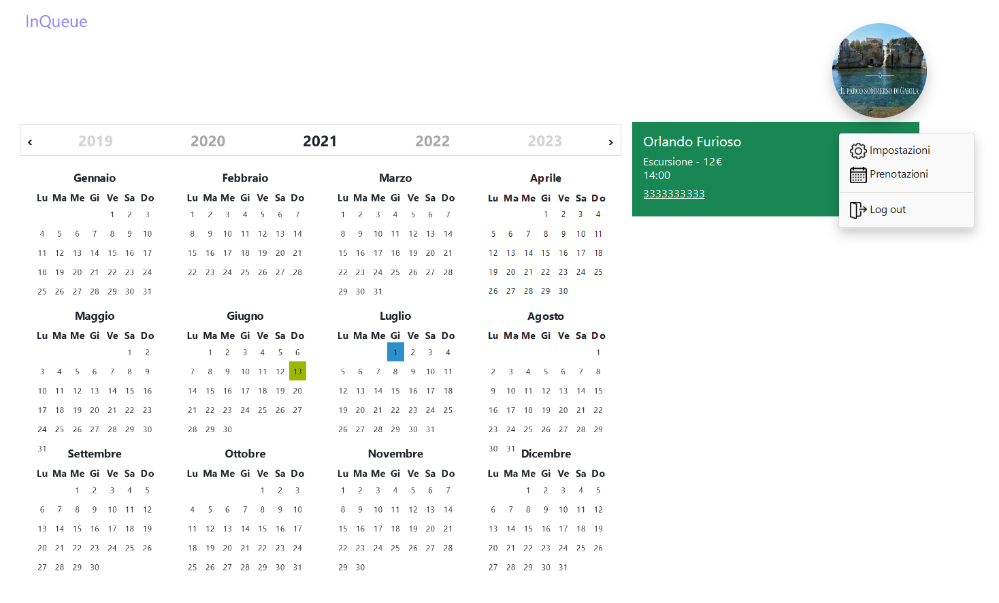 InQueue
IL PARCO SOMMERSO DI GAIOLA
‹ 2019 2020 2021 2022 2023 ›
Orlando Furioso
Escursione - 12€
14:00
3333333333
Impostazioni
Prenotazioni
Log out
Gennaio
Lu Ma Me Gi Ve Sa Do
1 2 3
4 5 6 7 8 9 10
11 12 13 14 15 16 17
18 19 20 21 22 23 24
25 26 27 28 29 30 31
Febbraio
Lu Ma Me Gi Ve Sa Do
1 2 3 4 5 6 7
8 9 10 11 12 13 14
15 16 17 18 19 20 21
22 23 24 25 26 27 28
Marzo
Lu Ma Me Gi Ve Sa Do
1 2 3 4 5 6 7
8 9 10 11 12 13 14
15 16 17 18 19 20 21
22 23 24 25 26 27 28
29 30 31
Aprile
Lu Ma Me Gi Ve Sa Do
1 2 3 4
5 6 7 8 9 10 11
12 13 14 15 16 17 18
19 20 21 22 23 24 25
26 27 28 29 30
Maggio
Lu Ma Me Gi Ve Sa Do
1 2
3 4 5 6 7 8 9
10 11 12 13 14 15 16
17 18 19 20 21 22 23
24 25 26 27 28 29 30
31
Giugno
Lu Ma Me Gi Ve Sa Do
1 2 3 4 5 6
7 8 9 10 11 12 13
14 15 16 17 18 19 20
21 22 23 24 25 26 27
28 29 30
Luglio
Lu Ma Me Gi Ve Sa Do
1 2 3 4
5 6 7 8 9 10 11
12 13 14 15 16 17 18
19 20 21 22 23 24 25
26 27 28 29 30 31
Agosto
Lu Ma Me Gi Ve Sa Do
1
2 3 4 5 6 7 8
9 10 11 12 13 14 15
16 17 18 19 20 21 22
23 24 25 26 27 28 29
30 31
Settembre
Lu Ma Me Gi Ve Sa Do
1 2 3 4 5
6 7 8 9 10 11 12
13 14 15 16 17 18 19
20 21 22 23 24 25 26
27 28 29 30
Ottobre
Lu Ma Me Gi Ve Sa Do
1 2 3
4 5 6 7 8 9 10
11 12 13 14 15 16 17
18 19 20 21 22 23 24
25 26 27 28 29 30 31
Novembre
Lu Ma Me Gi Ve Sa Do
1 2 3 4 5 6 7
8 9 10 11 12 13 14
15 16 17 18 19 20 21
22 23 24 25 26 27 28
29 30
Dicembre
Lu Ma Me Gi Ve Sa Do
1 2 3 4 5
6 7 8 9 10 11 12
13 14 15 16 17 18 19
20 21 22 23 24 25 26
27 28 29 30 31